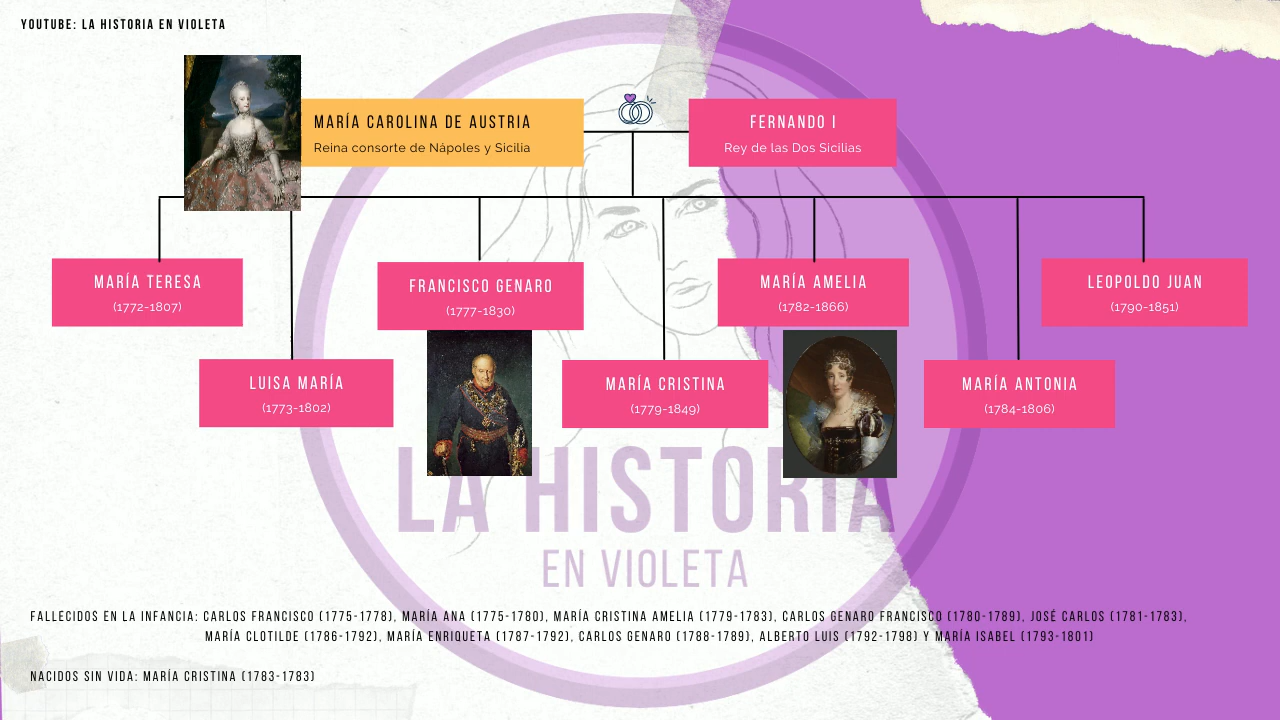 YOUTUBE: LA HISTORIA EN VIOLETA
MARÍA CAROLINA DE AUSTRIA
Reina consorte de Nápoles y Sicilia
FERNANDO I
Rey de las Dos Sicilias
MARÍA TERESA
(1772-1807)
FRANCISCO GENARO
(1777-1830)
MARÍA AMELIA
(1782-1866)
LEOPOLDO JUAN
(1790-1851)
LUISA MARÍA
(1773-1802)
MARÍA CRISTINA
(1779-1849)
MARÍA ANTONIA
(1784-1806)
LA HISTORIA
EN VIOLETA
FALLECIDOS EN LA INFANCIA: CARLOS FRANCISCO (1775-1778), MARÍA ANA (1775-1780), MARÍA CRISTINA AMELIA (1779-1783), CARLOS GENARO FRANCISCO (1780-1789), JOSÉ CARLOS (1781-1783),
MARÍA CLOTILDE (1786-1792), MARÍA ENRIQUETA (1787-1792), CARLOS GENARO (1788-1789), ALBERTO LUIS (1792-1798) Y MARÍA ISABEL (1793-1801)
NACIDOS SIN VIDA: MARÍA CRISTINA (1783-1783)